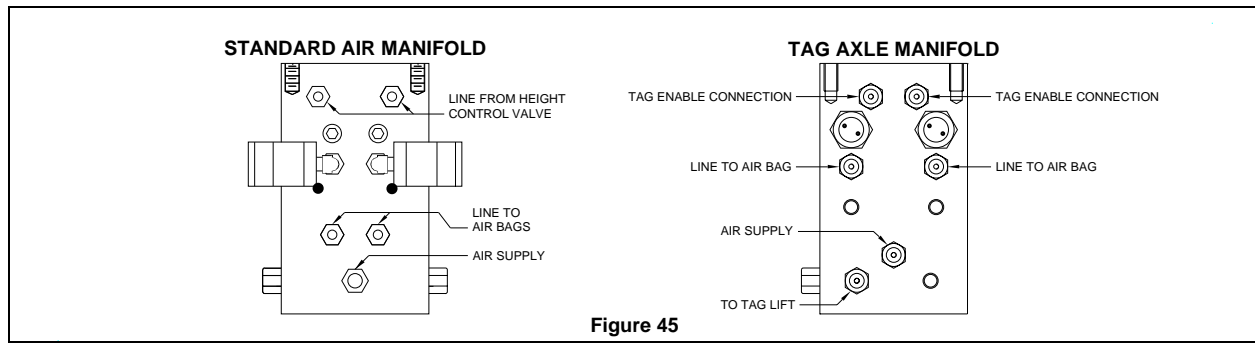 STANDARD AIR MANIFOLD
LINE FROM HEIGHT
CONTROL VALVE
LINE TO
AIR BAGS
AIR SUPPLY
TAG AXLE MANIFOLD
TAG ENABLE CONNECTION
TAG ENABLE CONNECTION
LINE TO AIR BAG
LINE TO AIR BAG
AIR SUPPLY
TO TAG LIFT
Figure 45